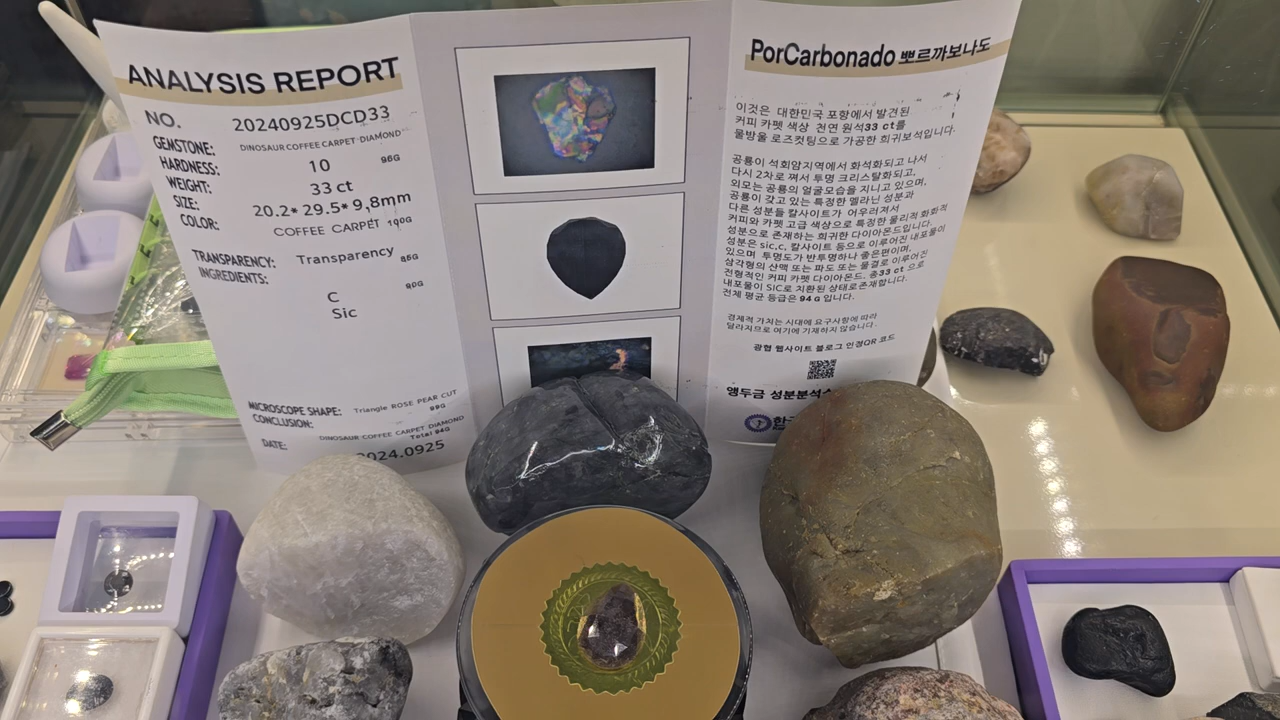 ANALYSIS REPORT
NO. 20240925DCD33
GEMSTONE: DINOSAUR COFFEE CARPET DIAMOND
HARDNESS: 10 96G
WEIGHT: 33 ct
SIZE: 20.2* 29.5* 9,8mm
COLOR: COFFEE CARPET 100G
TRANSPARENCY: Transparency 85G
INGREDIENTS: 90G
C
Sic
MICROSCOPE SHAPE: Triangle ROSE PEAR CUT
99G
CONCLUSION: DINOSAUR COFFEE CARPET DIAMOND
Total 94G
DATE: 2024.0925
PorCarbonado 뽀르까보나도
이것은 대한민국 포항에서 발견된
커피 카펫 색상 천연 원석33 ct를
물방울 로즈컷팅으로 가공한 희귀보석입니다.
공룡이 석회암지역에서 화석화되고 나서
다시 2차로 쪄서 투명 크리스탈화되고,
외모는 공룡의 얼굴모습을 지니고 있으며,
공룡이 갖고 있는 특정한 멜라닌 성분과
다른 성분들 칼사이트가 어우러져서
커피와 카펫 고급 색상으로 특정한 물리적 화학적
성분으로 존재하는 희귀한 다이아몬드입니다.
성분은 sic,c, 칼사이트 등으로 이루어진 내포물이
있으며 투명도가 반투명하나 좋은편이며,
삼각형의 산맥 또는 파도 또는 물결로 이루어진
전형적인 커피 카펫 다이아몬드. 총33 ct 으로
내포물이 SIC로 치환된 상태로존재합니다.
전체 평균 등급은 94 G 입니다.
경제적 가치는 시대에 요구사항에 따라
달라지므로 여기에 기재하지 않습니다.
광협 웹사이트 블로그 인정QR 코드
앵두금 성분분석
한국